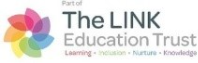 Part of
The LINK
Education Trust
Learning • Inclusion • Nurture • Knowledge